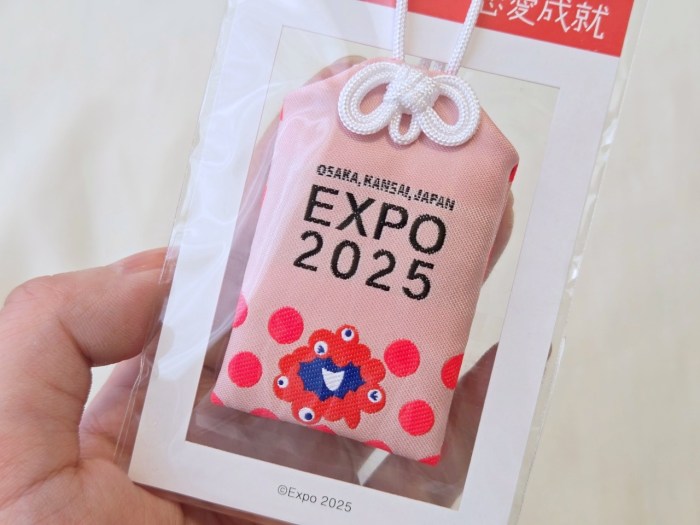 恋愛成就
OSAKA, KANSAI, JAPAN
EXPO
2025
©Expo 2025